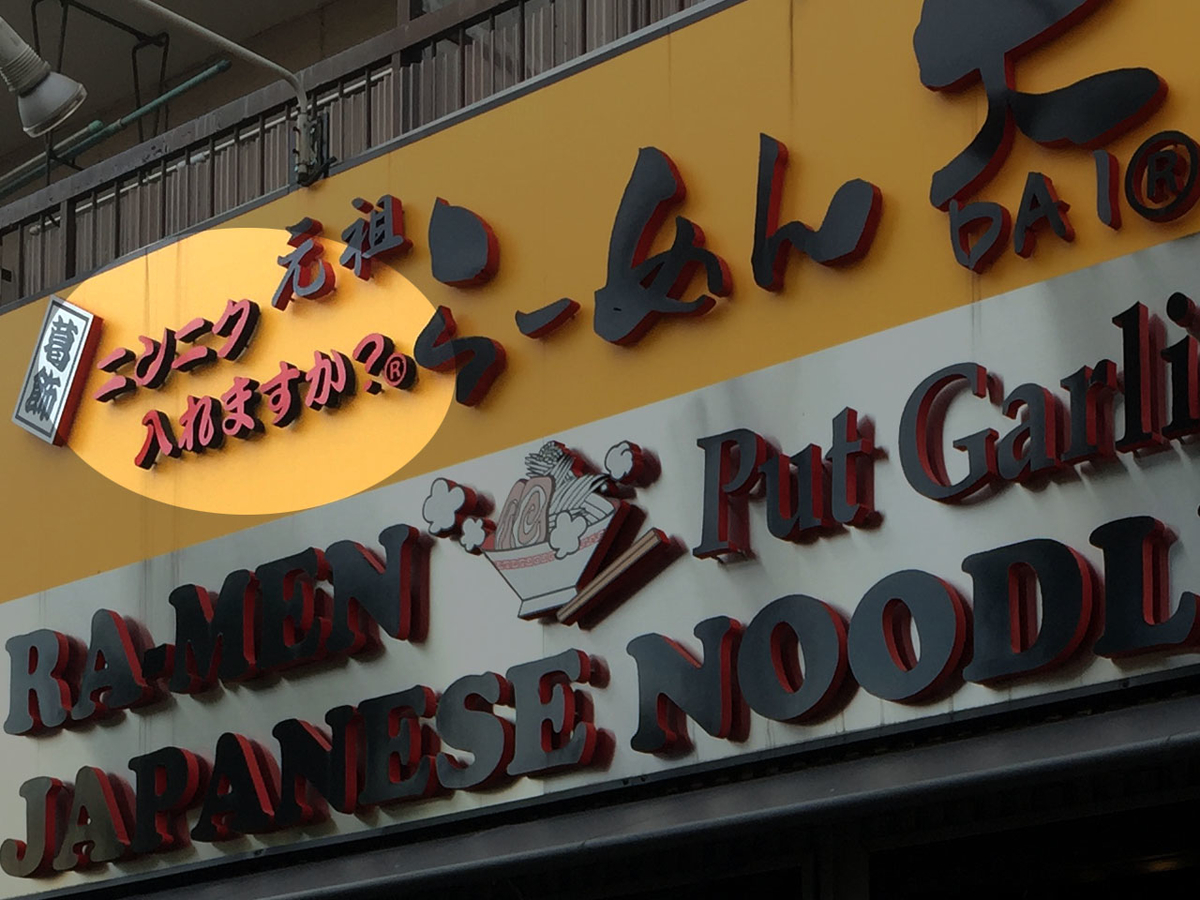 葛飾
ニンニク
入れますか?®
元祖
らーめん
大
DAI®
RA-MEN
Put Garli
JAPANESE NOODL